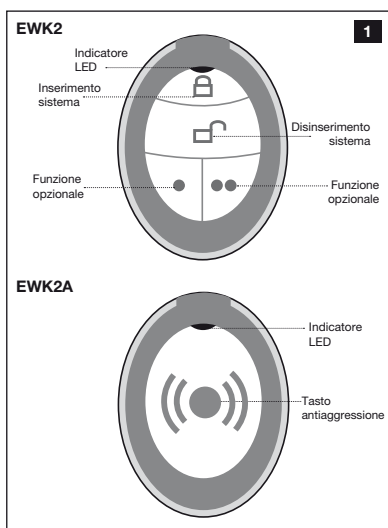 EWK2
1
Indicatore
LED
Inserimento
sistema
Disinserimento
sistema
Funzione
opzionale
Funzione
opzionale
EWK2A
Indicatore
LED
Tasto
antiaggressione